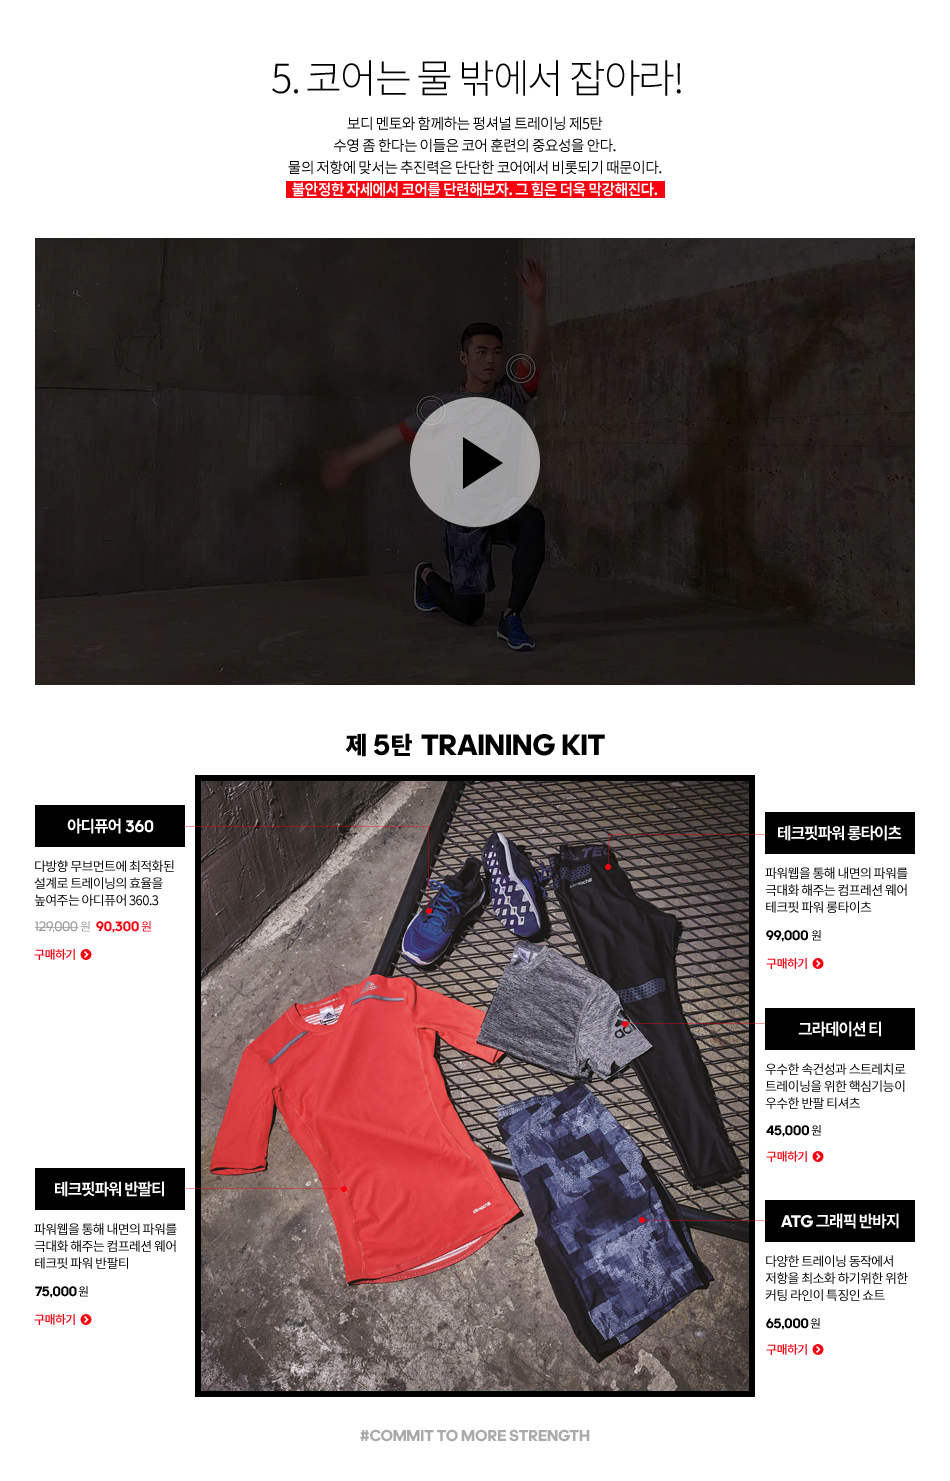 5. 코어는 물 밖에서 잡아라!
보디 멘토와 함께하는 펑셔널 트레이닝 제5탄
수영 좀 한다는 이들은 코어 훈련의 중요성을 안다.
물의 저항에 맞서는 추진력은 단단한 코어에서 비롯되기 때문이다.
불안정한 자세에서 코어를 단련해보자. 그 힘은 더욱 막강해진다.
제 5탄 TRAINING KIT
아디퓨어 360
다방향 무브먼트에 최적화된
설계로 트레이닝의 효율을
높여주는 아디퓨어 360.3
129,000 원 90,300 원
구매하기
테크핏파워 반팔티
파워웹을 통해 내면의 파워를
극대화 해주는 컴프레션 웨어
테크핏 파워 반팔티
75,000 원
구매하기
테크핏파워 롱타이츠
파워웹을 통해 내면의 파워를
극대화 해주는 컴프레션 웨어
테크핏 파워 롱타이츠
99,000 원
구매하기
그라데이션 티
우수한 속건성과 스트레치로
트레이닝을 위한 핵심기능이
우수한 반팔 티셔츠
45,000 원
구매하기
ATG 그래픽 반바지
다양한 트레이닝 동작에서
저항을 최소화 하기위한 위한
커팅 라인이 특징인 쇼트
65,000 원
구매하기
#COMMIT TO MORE STRENGTH